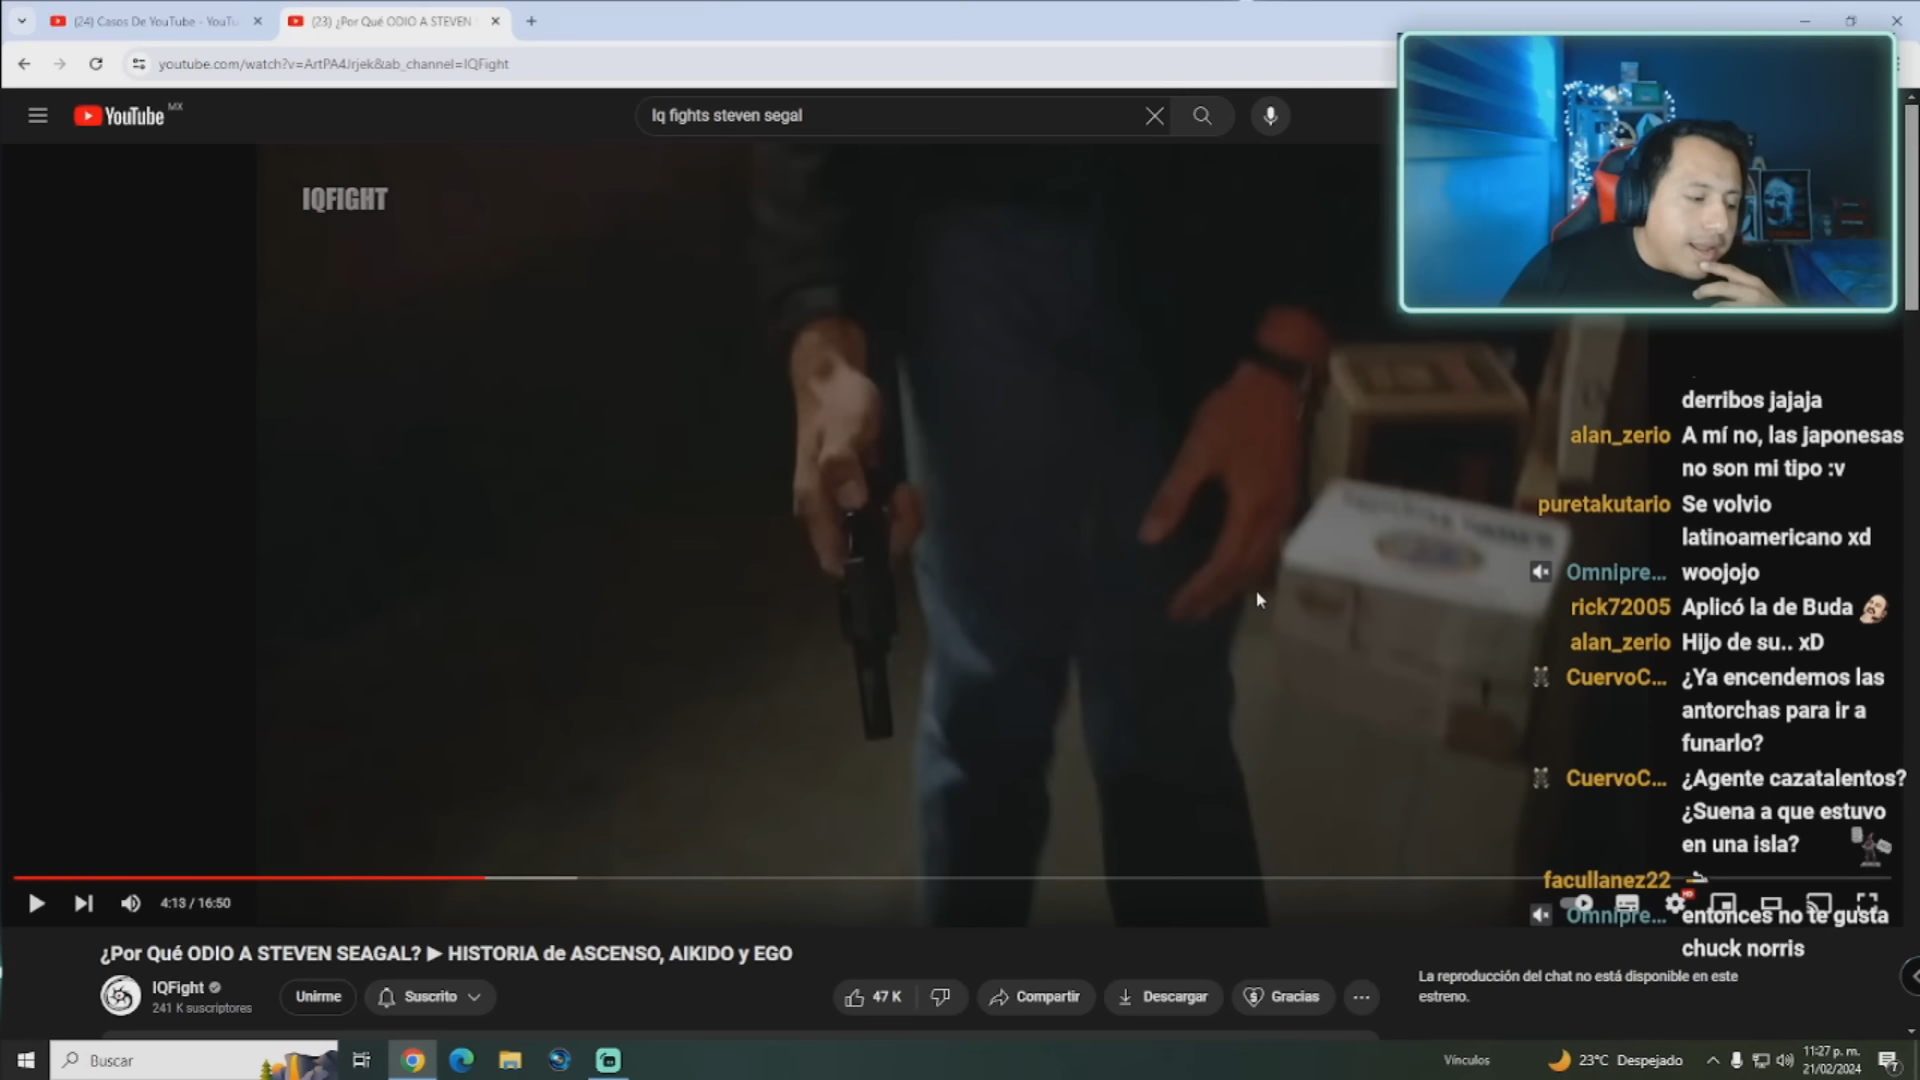 (24) Casos De YouTube - YouTu
(23) ¿Por Qué ODIO A STEVEN
youtube.com/watch?v=ArtPA4Jrjek&ab_channel=IQFight
YouTube MX
Iq fights steven segal
IQFIGHT
derribos jajaja
alan_zerio A mí no, las japonesas
no son mi tipo :v
puretakutario Se volvio
latinoamericano xd
Omnipre... woojojo
rick72005 Aplicó la de Buda
alan_zerio Hijo de su.. xD
CuervoC... ¿Ya encendemos las
antorchas para ir a
funarlo?
CuervoC... ¿Agente cazatalentos?
¿Suena a que estuvo
en una isla?
facullanez22
Omnipre... entonces no te gusta
chuck norris
4:13 / 16:50
HD
¿Por Qué ODIO A STEVEN SEAGAL? ▶ HISTORIA de ASCENSO, AIKIDO y EGO
IQFight
241 K suscriptores
Unirme
Suscrito
47 K
Compartir
Descargar
Gracias
La reproducción del chat no está disponible en este
estreno.
Buscar
Vínculos
23°C Despejado
11:27 p. m.
21/02/2024
7